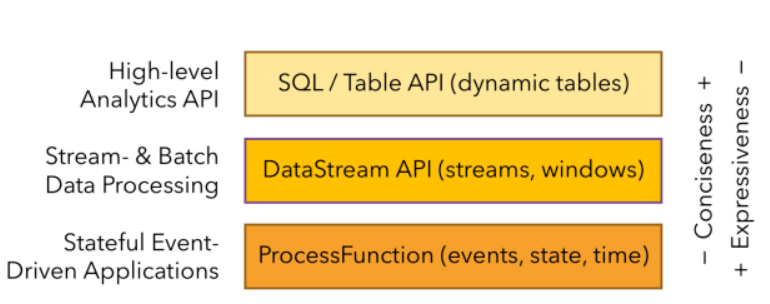 High-level
Analytics API
SQL / Table API (dynamic tables)
Stream- & Batch
Data Processing
DataStream API (streams, windows)
Stateful Event-
Driven Applications
ProcessFunction (events, state, time)
− Conciseness +
+ Expressiveness −